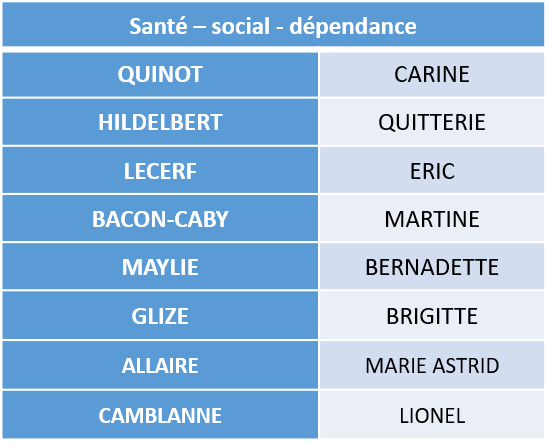 Santé – social - dépendance
QUINOT CARINE
HILDELBERT QUITTERIE
LECERF ERIC
BACON-CABY MARTINE
MAYLIE BERNADETTE
GLIZE BRIGITTE
ALLAIRE MARIE ASTRID
CAMBLANNE LIONEL